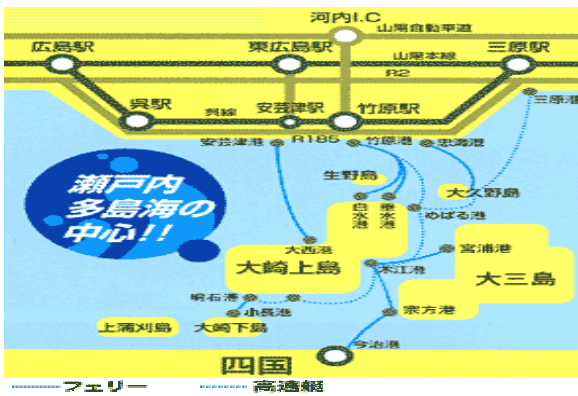 河内I.C
山陽自動車道
広島駅
東広島駅
三原駅
山陽本線
R2
呉駅
呉線
安芸津駅
竹原駅
三原港
安芸津港
R185
竹原港
忠海港
生野島
大久野島
瀬戸内
多島海の
中心!!
白水港
垂水港
めばる港
大西港
宮浦港
大崎上島
木江港
大三島
明石港
小長港
宗方港
上蒲刈島
大崎下島
今治港
四国
フェリー
高速艇